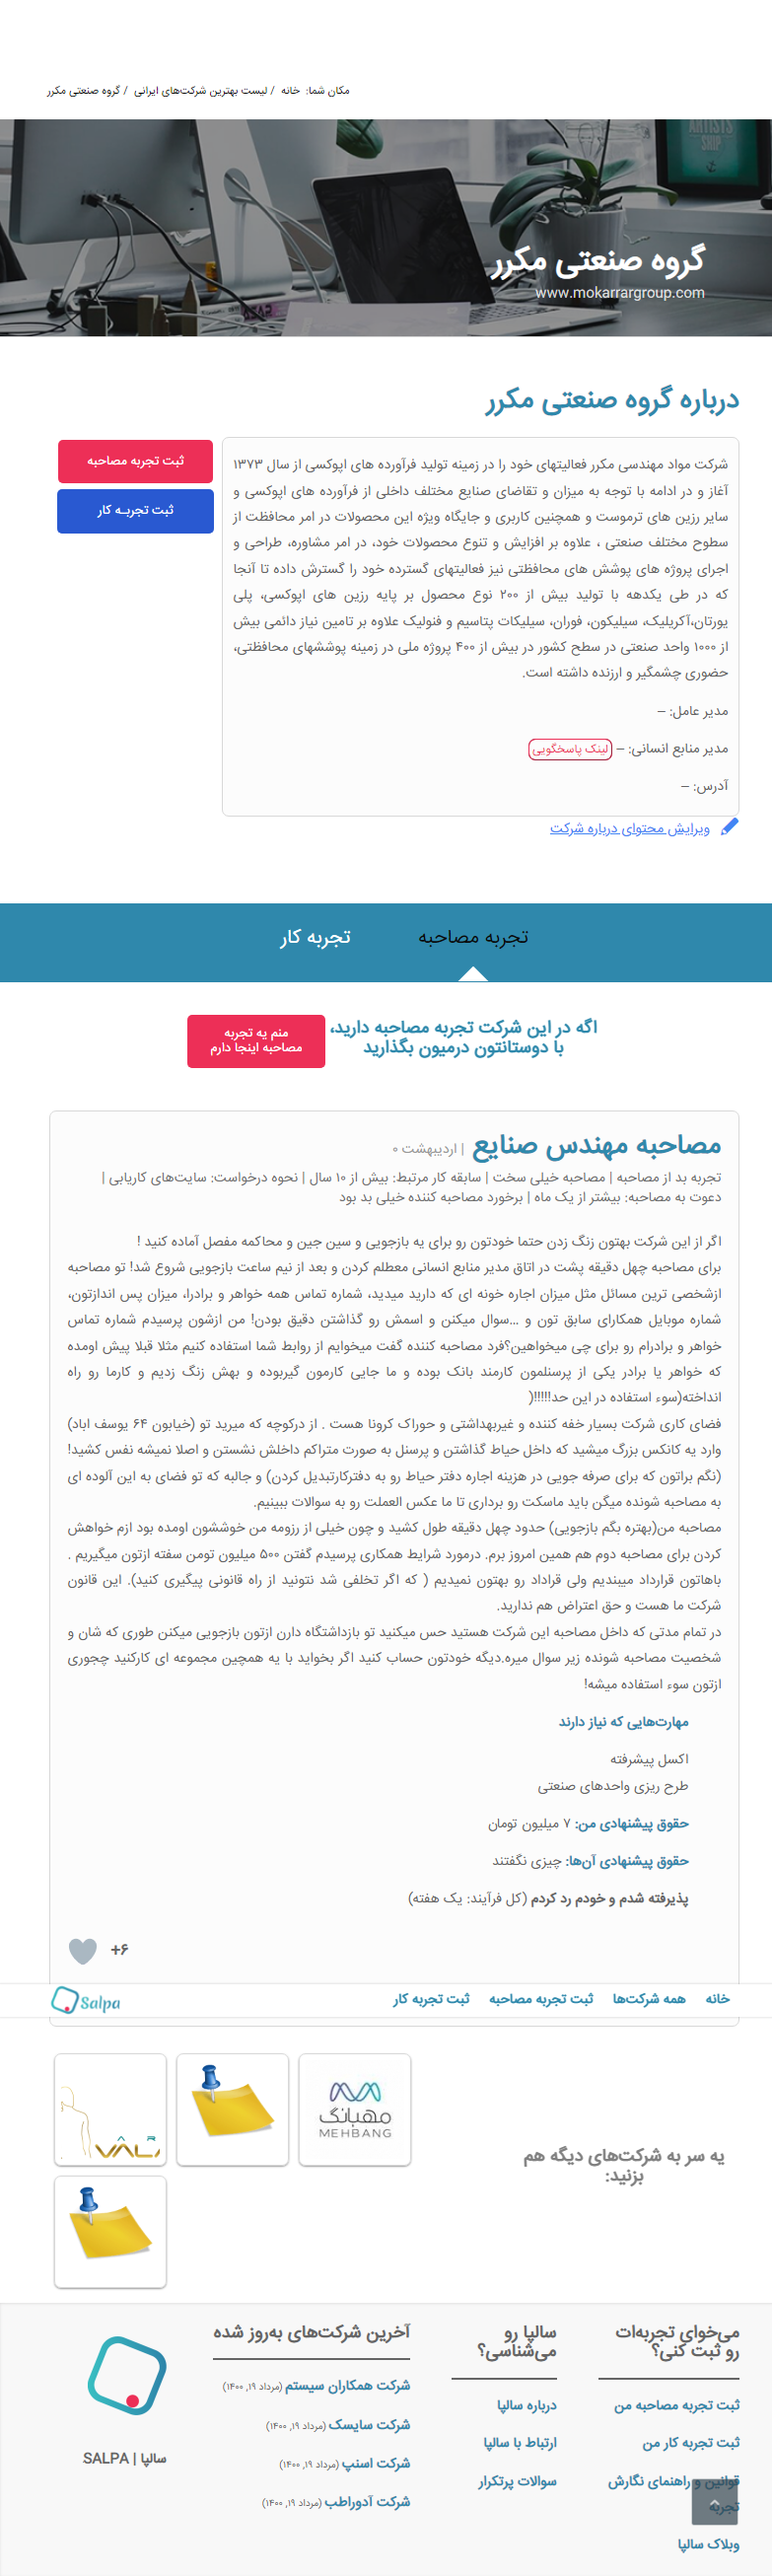 مکان شما: خانه / لیست بهترین شرکت‌های ایرانی / گروه صنعتی مکرر
ARTISTS
SHIP
گروه صنعتی مکرر
www.mokarrargroup.com
درباره گروه صنعتی مکرر
ثبت تجربه مصاحبه
ثبت تجربـه کار
شرکت مواد مهندسی مکرر فعالیتهای خود را در زمینه تولید فرآورده های اپوکسی از سال ۱۳۷۳
آغاز و در ادامه با توجه به میزان و تقاضای صنایع مختلف داخلی از فرآورده های اپوکسی و
سایر رزین های ترموست و همچنین کاربری و جایگاه ویژه این محصولات در امر محافظت از
سطوح مختلف صنعتی ، علاوه بر افزایش و تنوع محصولات خود، در امر مشاوره، طراحی و
اجرای پروژه های پوشش های محافظتی نیز فعالیتهای گسترده خود را گسترش داده تا آنجا
که در طی یکدهه با تولید بیش از ۲۰۰ نوع محصول بر پایه رزین های اپوکسی، پلی
یورتان،آکریلیک، سیلیکون، فوران، سیلیکات پتاسیم و فنولیک علاوه بر تامین نیاز دائمی بیش
از ۱۰۰۰ واحد صنعتی در سطح کشور در بیش از ۴۰۰ پروژه ملی در زمینه پوششهای محافظتی،
حضوری چشمگیر و ارزنده داشته است.
مدیر عامل: –
مدیر منابع انسانی: – لینک پاسخگویی
آدرس: –
ویرایش محتوای درباره شرکت
تجربه مصاحبه
تجربه کار
اگه در این شرکت تجربه مصاحبه دارید،
با دوستانتون درمیون بگذارید
منم یه تجربه
مصاحبه اینجا دارم
مصاحبه مهندس صنایع | اردیبهشت ۰
تجربه بد از مصاحبه | مصاحبه خیلی سخت | سابقه کار مرتبط: بیش از ۱۰ سال | نحوه درخواست: سایت‌های کاریابی |
دعوت به مصاحبه: بیشتر از یک ماه | برخورد مصاحبه کننده خیلی بد بود
اگر از این شرکت بهتون زنگ زدن حتما خودتون رو برای یه بازجویی و سین جین و محاکمه مفصل آماده کنید !
برای مصاحبه چهل دقیقه پشت در اتاق مدیر منابع انسانی معطلم کردن و بعد از نیم ساعت بازجویی شروع شد! تو مصاحبه
ازشخصی ترین مسائل مثل میزان اجاره خونه ای که دارید میدید، شماره تماس همه خواهر و برادرا، میزان پس اندازتون،
شماره موبایل همکارای سابق تون و ...سوال میکنن و اسمش رو گذاشتن دقیق بودن! من ازشون پرسیدم شماره تماس
خواهر و برادرام رو برای چی میخواهین؟فرد مصاحبه کننده گفت میخوایم از روابط شما استفاده کنیم مثلا قبلا پیش اومده
که خواهر یا برادر یکی از پرسنلمون کارمند بانک بوده و ما جایی کارمون گیربوده و بهش زنگ زدیم و کارما رو راه
انداخته(سوء استفاده در این حد!!!!!(
فضای کاری شرکت بسیار خفه کننده و غیربهداشتی و خوراک کرونا هست . از درکوچه که میرید تو (خیابون ۶۴ یوسف اباد)
وارد یه کانکس بزرگ میشید که داخل حیاط گذاشتن و پرسنل به صورت متراکم داخلش نشستن و اصلا نمیشه نفس کشید!
(نگم براتون که برای صرفه جویی در هزینه اجاره دفتر حیاط رو به دفترکارتبدیل کردن) و جالبه که تو فضای به این آلوده ای
به مصاحبه شونده میگن باید ماسکت رو برداری تا ما عکس العملت رو به سوالات ببینیم.
مصاحبه من(بهتره بگم بازجویی) حدود چهل دقیقه طول کشید و چون خیلی از رزومه من خوششون اومده بود ازم خواهش
کردن برای مصاحبه دوم هم همین امروز برم. درمورد شرایط همکاری پرسیدم گفتن ۵۰۰ میلیون تومن سفته ازتون میگیریم .
باهاتون قرارداد میبندیم ولی قراداد رو بهتون نمیدیم ( که اگر تخلفی شد نتونید از راه قانونی پیگیری کنید). این قانون
شرکت ما هست و حق اعتراض هم ندارید.
در تمام مدتی که داخل مصاحبه این شرکت هستید حس میکنید تو بازداشتگاه دارن ازتون بازجویی میکنن طوری که شان و
شخصیت مصاحبه شونده زیر سوال میره.دیگه خودتون حساب کنید اگر بخواید با یه همچین مجموعه ای کارکنید چجوری
ازتون سوء استفاده میشه!
مهارت‌هایی که نیاز دارند
اکسل پیشرفته
طرح ریزی واحدهای صنعتی
حقوق پیشنهادی من: ۷ میلیون تومان
حقوق پیشنهادی آن‌ها: چیزی نگفتند
پذیرفته شدم و خودم رد کردم (کل فرآیند: یک هفته)
+۶
خانه همه شرکت‌ها ثبت تجربه مصاحبه ثبت تجربه کار
Salpa
یه سر به شرکت‌های دیگه هم
بزنید:
مهبانگ
MEHBANG
می‌خوای تجربه‌ات
رو ثبت کنی؟
ثبت تجربه مصاحبه من
ثبت تجربه کار من
قوانین و راهنمای نگارش
تجربه
وبلاک سالپا
سالپا رو
می‌شناسی؟
درباره سالپا
ارتباط با سالپا
سوالات پرتکرار
آخرین شرکت‌های به‌روز شده
شرکت همکاران سیستم (مرداد ۱۹, ۱۴۰۰)
شرکت سایسک (مرداد ۱۹, ۱۴۰۰)
شرکت اسنپ (مرداد ۱۹, ۱۴۰۰)
شرکت آدوراطب (مرداد ۱۹, ۱۴۰۰)
سالپا | SALPA